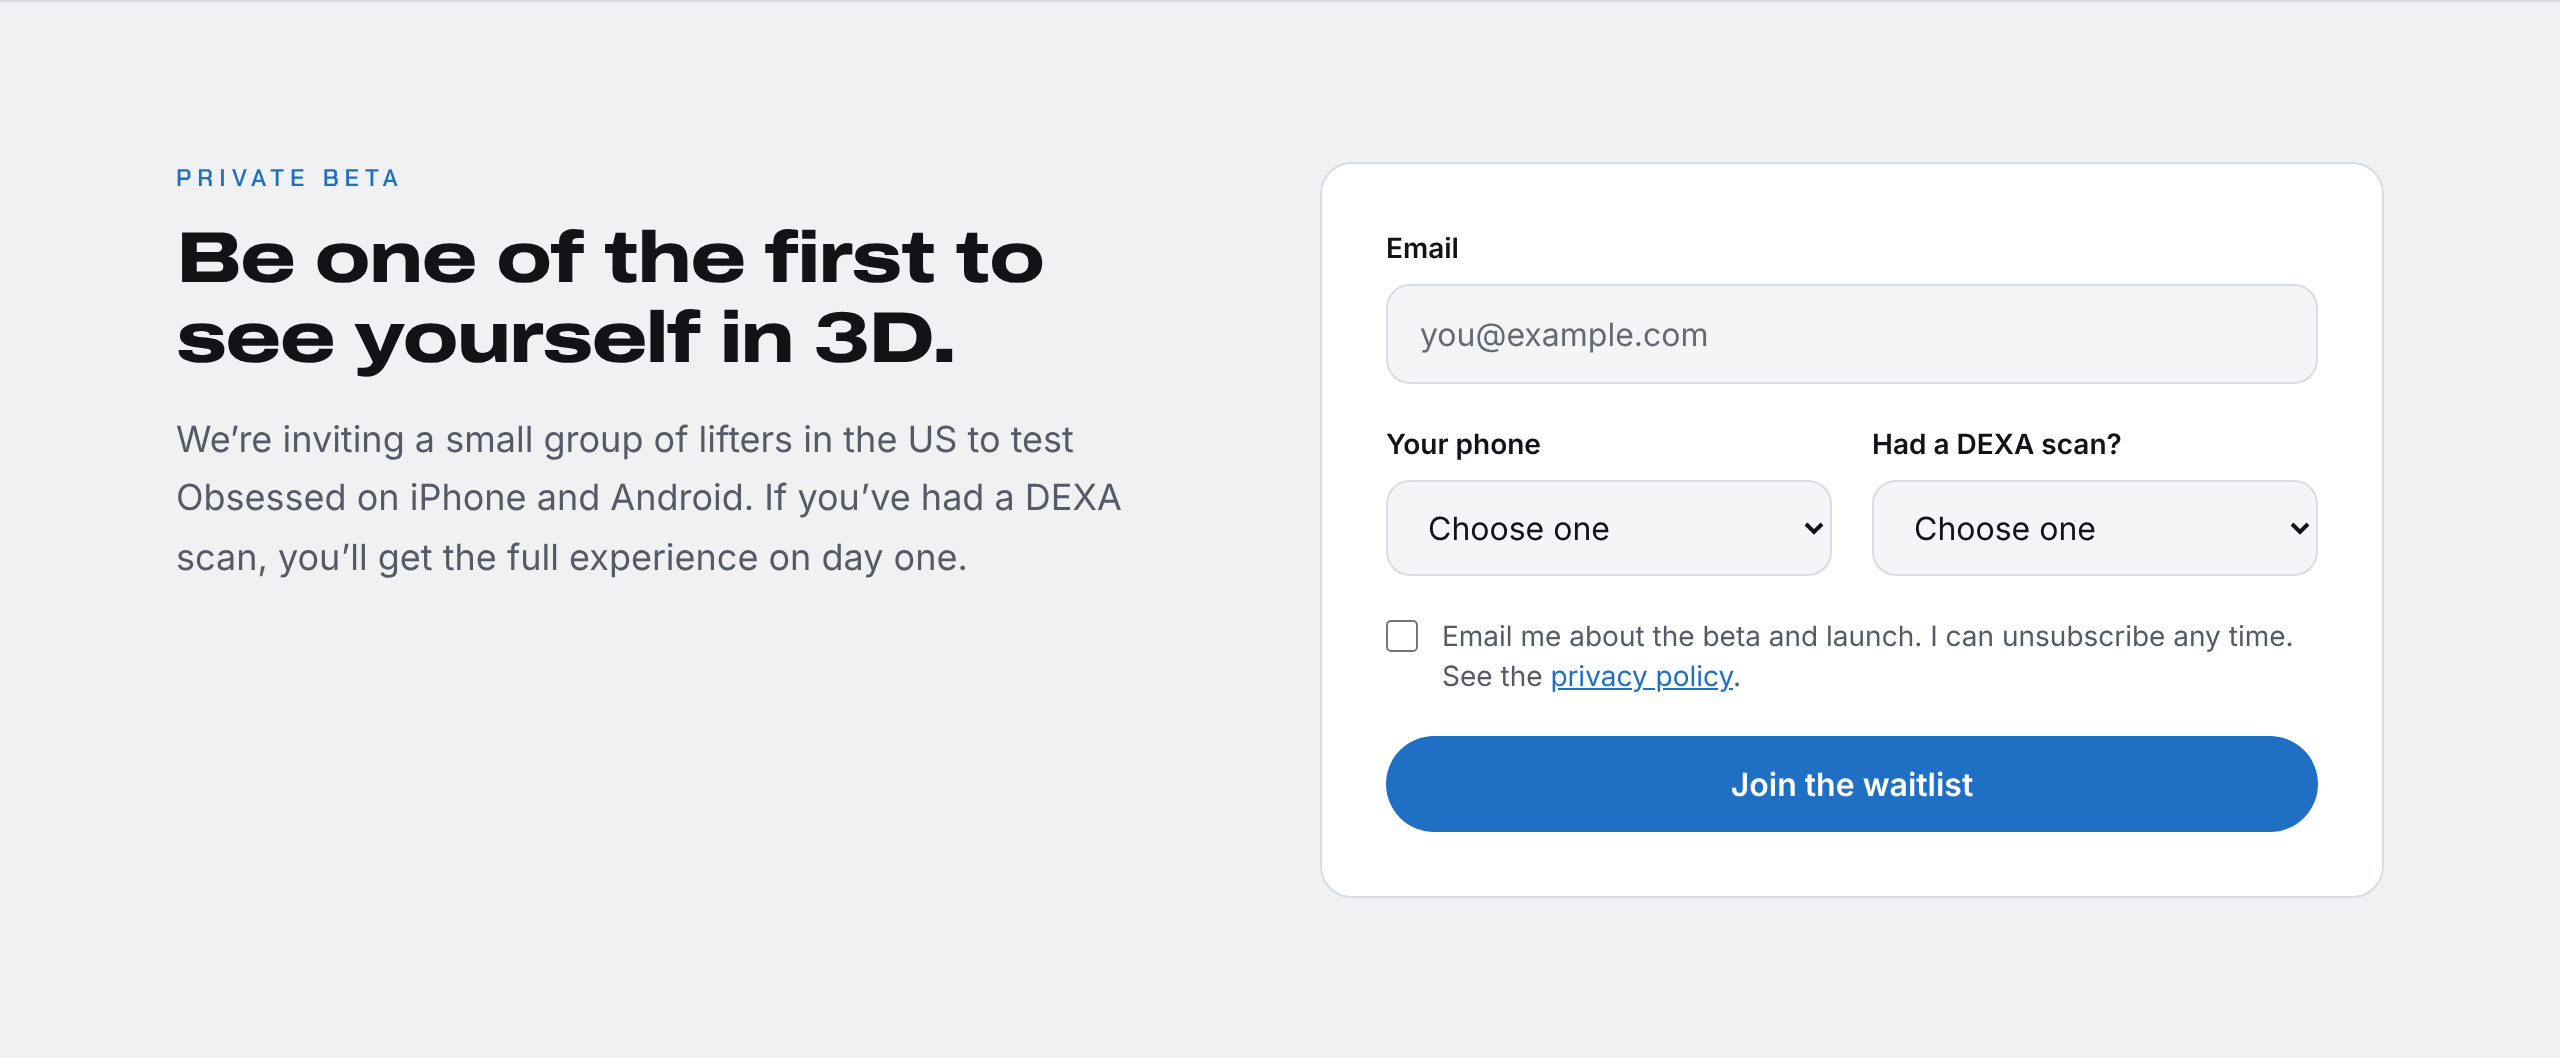 PRIVATE BETA
Be one of the first to
see yourself in 3D.
We’re inviting a small group of lifters in the US to test
Obsessed on iPhone and Android. If you’ve had a DEXA
scan, you’ll get the full experience on day one.
Email
you@example.com
Your phone
Had a DEXA scan?
Choose one
Choose one
Email me about the beta and launch. I can unsubscribe any time.
See the privacy policy.
Join the waitlist